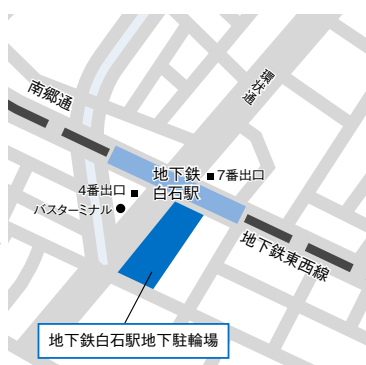 南郷通
環状通
地下鉄
白石駅
7番出口
4番出口
バスターミナル
地下鉄東西線
地下鉄白石駅地下駐輪場